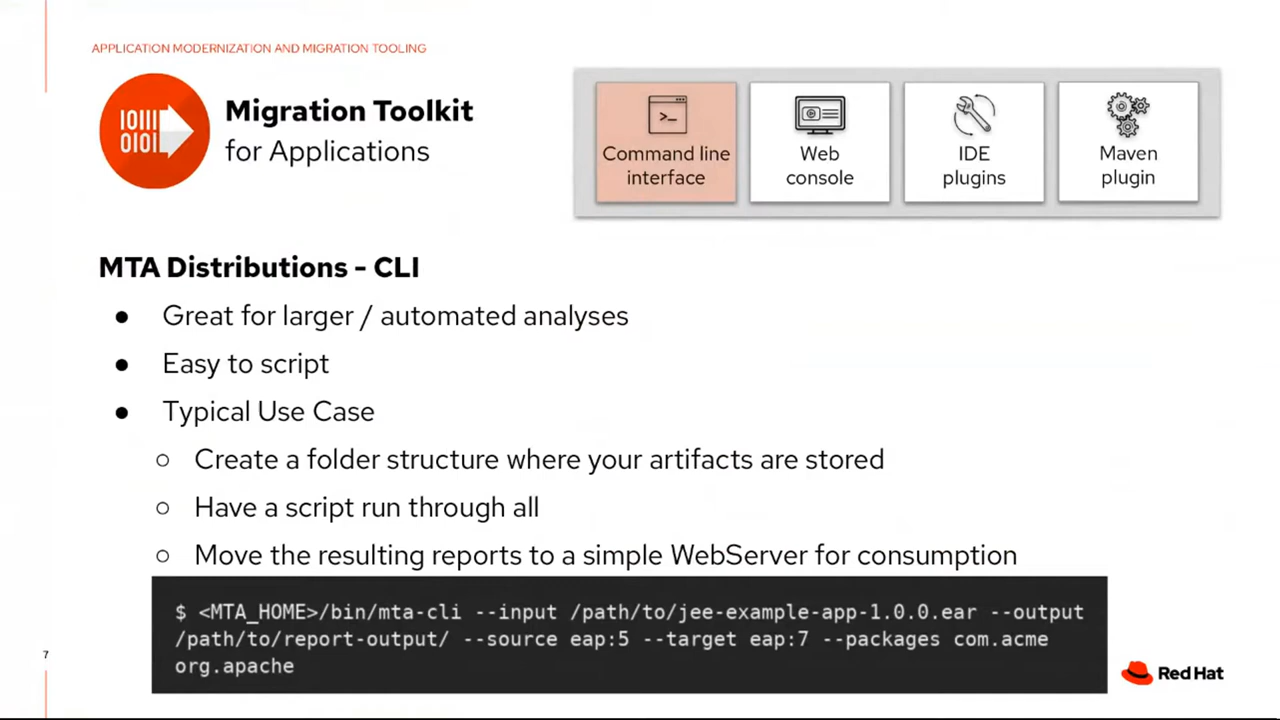 APPLICATION MODERNIZATION AND MIGRATION TOOLING
10111
0101
Migration Toolkit
for Applications
Command line
interface
Web
console
IDE
plugins
Maven
plugin
MTA Distributions - CLI
● Great for larger / automated analyses
● Easy to script
● Typical Use Case
○ Create a folder structure where your artifacts are stored
○ Have a script run through all
○ Move the resulting reports to a simple WebServer for consumption
$ <MTA_HOME>/bin/mta-cli --input /path/to/jee-example-app-1.0.0.ear --output
/path/to/report-output/ --source eap:5 --target eap:7 --packages com.acme
org.apache
7
Red Hat